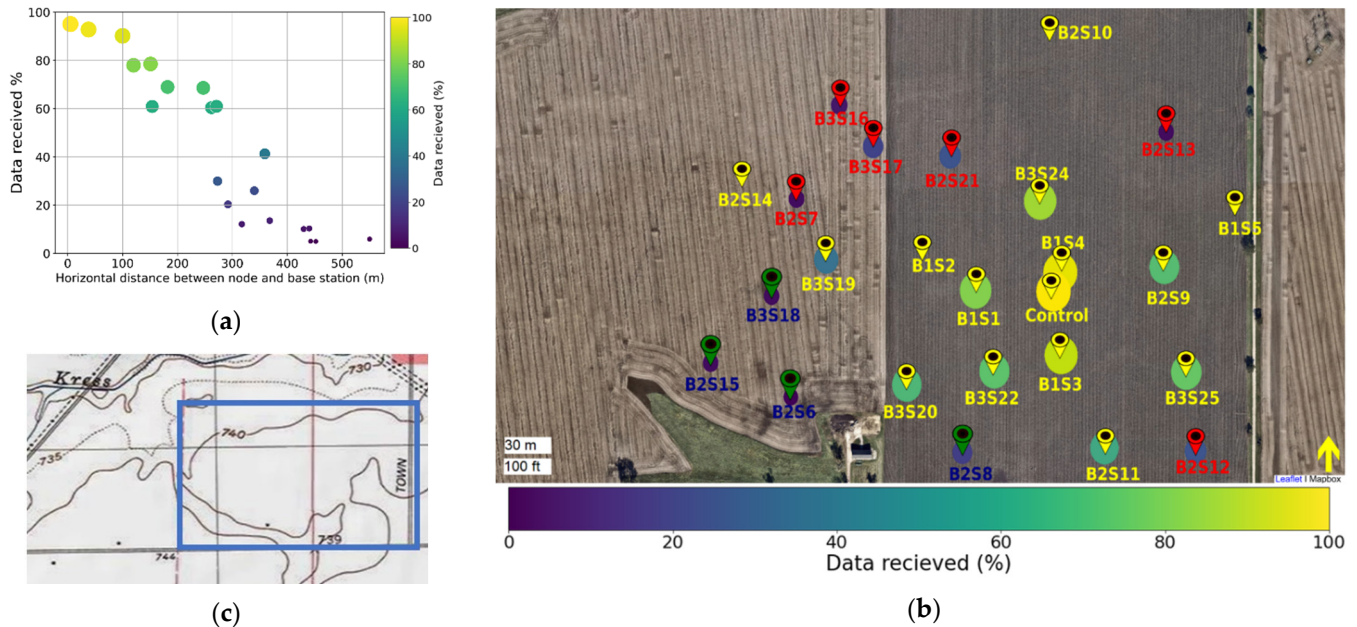 100
80
60
40
20
0
Data received %
0
100
200
300
400
500
Horizontal distance between node and base station (m)
100
80
60
40
20
0
Data recieved (%)
(a)
B2S10
B3S16
B3S17
B2S21
B2S13
B2S14
B2S7
B3S24
B1S5
B1S2
B1S4
B3S19
B2S9
B3S18
B1S1
Control
B2S15
B1S3
B2S6
B3S20
B3S22
B3S25
B2S8
B2S11
B2S12
30 m
100 ft
Leaflet | Mapbox
0
20
40
60
80
100
Data recieved (%)
(b)
Kress
730
740
735
TOWN
739
744
(c)